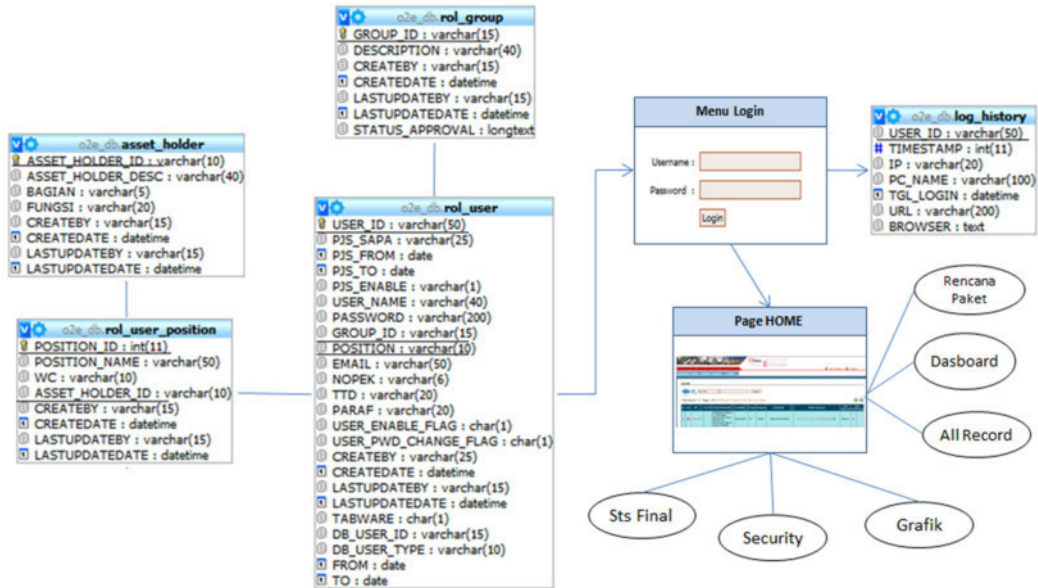 o2e_db.rol_group
GROUP_ID : varchar(15)
DESCRIPTION : varchar(40)
CREATEBY : varchar(15)
CREATEDATE : datetime
LASTUPDATEBY : varchar(15)
LASTUPDATEDATE : datetime
STATUS_APPROVAL : longtext
o2e_db.asset_holder
ASSET_HOLDER_ID : varchar(10)
ASSET_HOLDER_DESC : varchar(40)
BAGIAN : varchar(5)
FUNGSI : varchar(20)
CREATEBY : varchar(15)
CREATEDATE : datetime
LASTUPDATEBY : varchar(15)
LASTUPDATEDATE : datetime
o2e_db.rol_user_position
POSITION_ID : int(11)
POSITION_NAME : varchar(50)
WC : varchar(10)
ASSET_HOLDER_ID : varchar(10)
CREATEBY : varchar(15)
CREATEDATE : datetime
LASTUPDATEBY : varchar(15)
LASTUPDATEDATE : datetime
o2e_db.rol_user
USER_ID : varchar(50)
PJS_SAPA : varchar(25)
PJS_FROM : date
PJS_TO : date
PJS_ENABLE : varchar(1)
USER_NAME : varchar(40)
PASSWORD : varchar(200)
GROUP_ID : varchar(15)
POSITION : varchar(10)
EMAIL : varchar(50)
NOPEK : varchar(6)
TTD : varchar(20)
PARAF : varchar(20)
USER_ENABLE_FLAG : char(1)
USER_PWD_CHANGE_FLAG : char(1)
CREATEBY : varchar(25)
CREATEDATE : datetime
LASTUPDATEBY : varchar(15)
LASTUPDATEDATE : datetime
TABWARE : char(1)
DB_USER_ID : varchar(15)
DB_USER_TYPE : varchar(10)
FROM : date
TO : date
Menu Login
Username :
Password :
Login
o2e_db.log_history
USER_ID : varchar(50)
TIMESTAMP : int(11)
IP : varchar(20)
PC_NAME : varchar(100)
TGL_LOGIN : datetime
URL : varchar(200)
BROWSER : text
Page HOME
Rencana
Paket
Dasboard
All Record
Sts Final
Security
Grafik